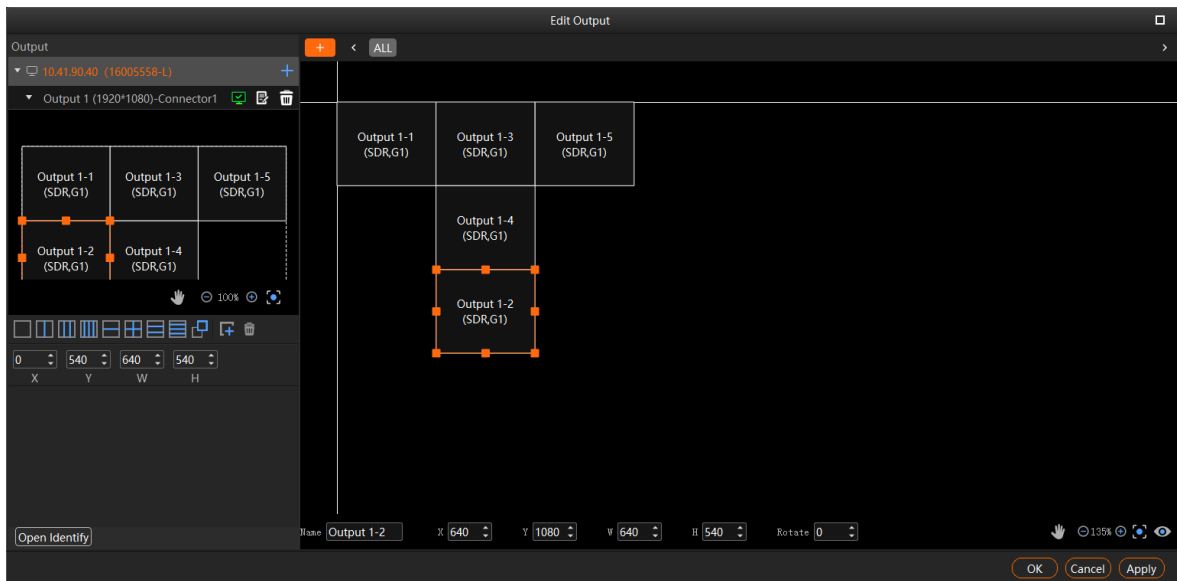 Edit Output
Output
+
<
ALL
>
10.41.90.40 (16005558-L)
+
Output 1 (1920*1080)-Connector1
Output 1-1
(SDR,G1)
Output 1-3
(SDR,G1)
Output 1-5
(SDR,G1)
Output 1-2
(SDR,G1)
Output 1-4
(SDR,G1)
100%
0
540
640
540
X
Y
W
H
Open Identify
Output 1-1
(SDR,G1)
Output 1-3
(SDR,G1)
Output 1-5
(SDR,G1)
Output 1-4
(SDR,G1)
Output 1-2
(SDR,G1)
Name Output 1-2 X 640 Y 1080 W 640 H 540 Rotate 0
135%
OK
Cancel
Apply